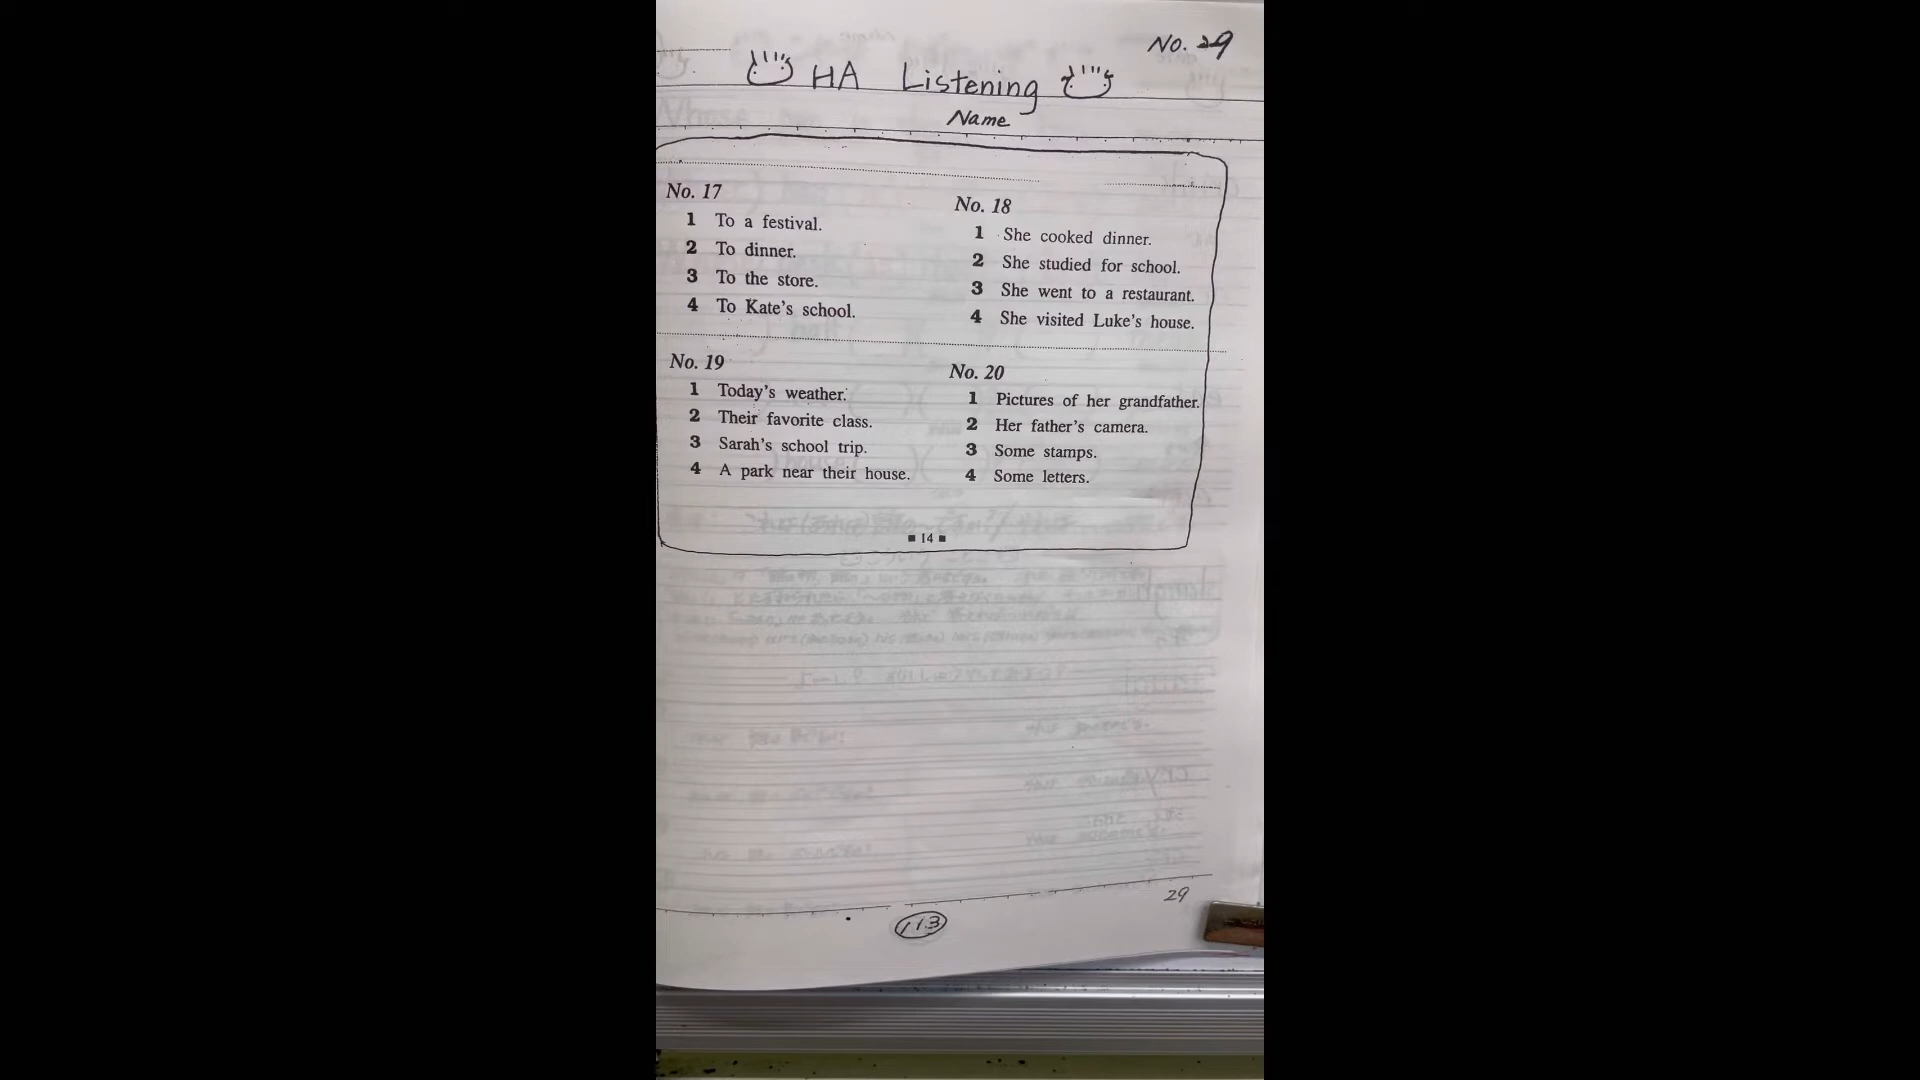 No. 29
HA Listening
Name
No. 17
1 To a festival.
2 To dinner.
3 To the store.
4 To Kate's school.
No. 18
1 She cooked dinner.
2 She studied for school.
3 She went to a restaurant.
4 She visited Luke's house.
No. 19
1 Today's weather.
2 Their favorite class.
3 Sarah's school trip.
4 A park near their house.
No. 20
1 Pictures of her grandfather.
2 Her father's camera.
3 Some stamps.
4 Some letters.
■ 14 ■
29
113